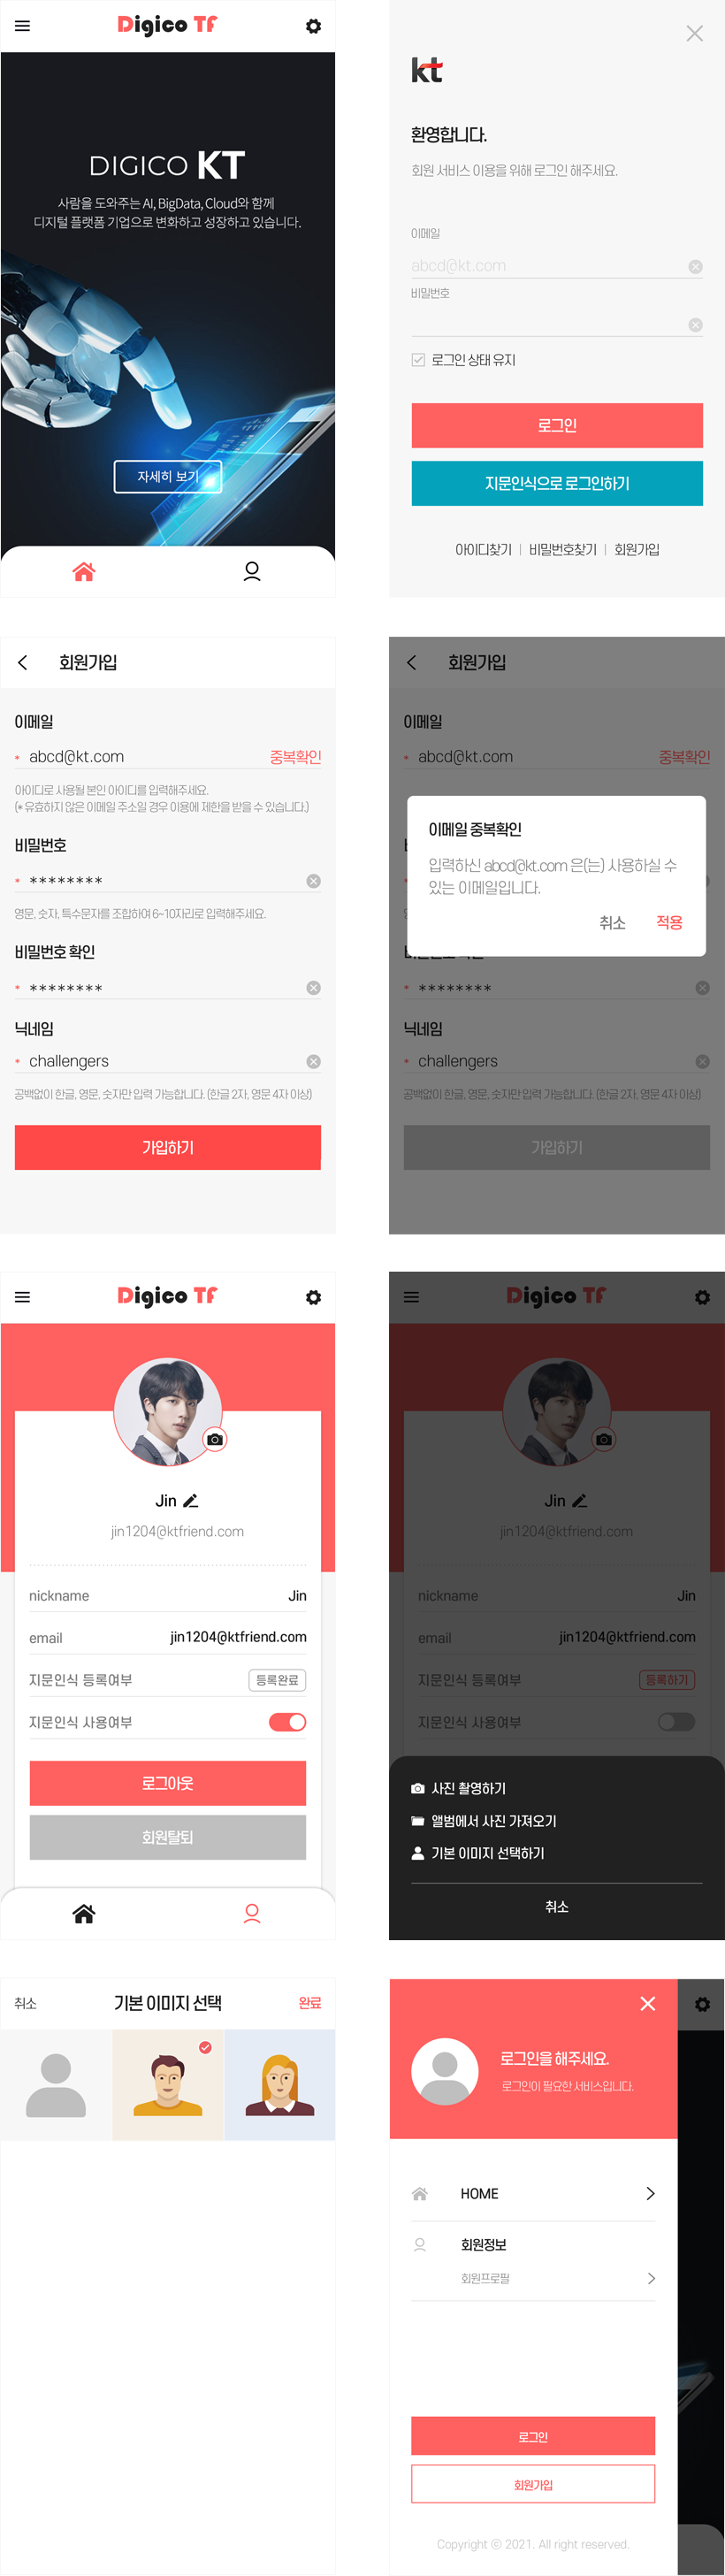 Digico Tf
DIGICO KT
사람을 도와주는 AI, BigData, Cloud와 함께
디지털 플랫폼 기업으로 변화하고 성장하고 있습니다.
자세히 보기
kt
환영합니다.
회원 서비스 이용을 위해 로그인 해주세요.
이메일
abcd@kt.com
비밀번호
로그인 상태 유지
로그인
지문인식으로 로그인하기
아이디찾기 | 비밀번호찾기 | 회원가입
회원가입
이메일
* abcd@kt.com 중복확인
아이디로 사용될 본인 아이디를 입력해주세요.
(* 유효하지 않은 이메일 주소일 경우 이용에 제한을 받을 수 있습니다.)
비밀번호
* ********
영문, 숫자, 특수문자를 조합하여 6~10자리로 입력해주세요.
비밀번호 확인
* ********
닉네임
* challengers
공백없이 한글, 영문, 숫자만 입력 가능합니다. (한글 2자, 영문 4자 이상)
가입하기
회원가입
이메일
* abcd@kt.com 중복확인
이메일 중복확인
입력하신 abcd@kt.com 은(는) 사용하실 수
있는 이메일입니다.
취소 적용
* ********
닉네임
* challengers
공백없이 한글, 영문, 숫자만 입력 가능합니다. (한글 2자, 영문 4자 이상)
가입하기
Digico Tf
Jin
jin1204@ktfriend.com
nickname Jin
email jin1204@ktfriend.com
지문인식 등록여부 등록완료
지문인식 사용여부
로그아웃
회원탈퇴
Digico Tf
Jin
jin1204@ktfriend.com
nickname Jin
email jin1204@ktfriend.com
지문인식 등록여부 등록하기
지문인식 사용여부
사진 촬영하기
앨범에서 사진 가져오기
기본 이미지 선택하기
취소
취소 기본 이미지 선택 완료
로그인을 해주세요.
로그인이 필요한 서비스입니다.
HOME
회원정보
회원프로필
로그인
회원가입
Copyright ⓒ 2021. All right reserved.